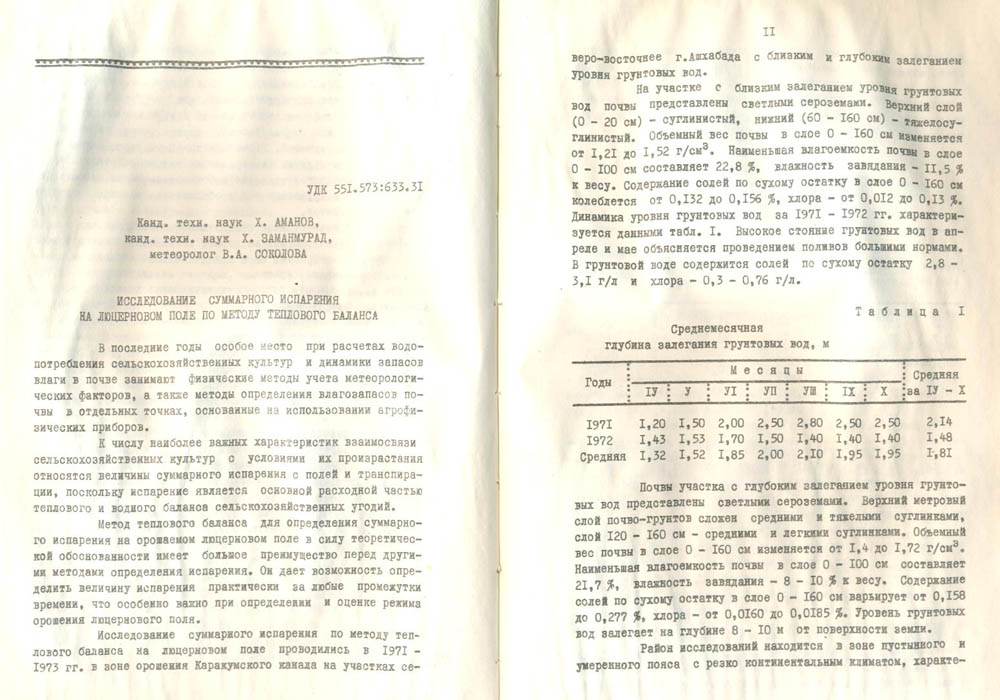 УДК 551.573:633.31
Канд. техн. наук Х. АМАНОВ,
канд. техн. наук Х. ЗАМАНМУРАД,
метеоролог В.А. СОКОЛОВА
ИССЛЕДОВАНИЕ СУММАРНОГО ИСПАРЕНИЯ
НА ЛЮЦЕРНОВОМ ПОЛЕ ПО МЕТОДУ ТЕПЛОВОГО БАЛАНСА
В последние годы особое место при расчетах водо-
потребления сельскохозяйственных культур и динамики запасов
влаги в почве занимают физические методы учета метеорологи-
ческих факторов, а также методы определения влагозапасов по-
чвы в отдельных точках, основанные на использовании агрофи-
зических приборов.
К числу наиболее важных характеристик взаимосвязи
сельскохозяйственных культур с условиями их произрастания
относятся величины суммарного испарения с полей и транспира-
ции, поскольку испарение является основной расходной частью
теплового и водного баланса сельскохозяйственных угодий.
Метод теплового баланса для определения суммарно-
го испарения на орошаемом люцерновом поле в силу теоретичес-
кой обоснованности имеет большое преимущество перед други-
ми методами определения испарения. Он дает возможность опре-
делить величину испарения практически за любые промежутки
времени, что особенно важно при определении и оценке режима
орошения люцернового поля.
Исследование суммарного испарения по методу теп-
лового баланса на люцерновом поле проводились в 1971 -
1973 гг. в зоне орошения Каракумского канала на участках се-
II
веро-восточнее г.Ашхабада с близким и глубоким залеганием
уровня грунтовых вод.
На участке с близким залеганием уровня грунтовых
вод почвы представлены светлыми сероземами. Верхний слой
(0 - 20 см) - суглинистый, нижний (60 - 160 см) - тяжелосу-
глинистый. Объемный вес почвы в слое 0 - 160 см изменяется
от 1,21 до 1,52 г/см³. Наименьшая влагоемкость почвы в слое
0 - 100 см составляет 22,8 %, влажность завядания - 11,5 %
к весу. Содержание солей по сухому остатку в слое 0 - 160 см
колеблется от 0,132 до 0,156 %, хлора - от 0,012 до 0,13 %.
Динамика уровня грунтовых вод за 1971 - 1972 гг. характери-
зуется данными табл. I. Высокое стояние грунтовых вод в ап-
реле и мае объясняется проведением поливов большими нормами.
В грунтовой воде содержится солей по сухому остатку 2,8 -
3,1 г/л и хлора - 0,3 - 0,76 г/л.
Таблица I
Среднемесячная
глубина залегания грунтовых вод, м
Годы Месяцы Средняя
IУ У УI УП УШ IX X за IУ - X
1971 1,20 1,50 2,00 2,50 2,80 2,50 2,50 2,14
1972 1,43 1,53 1,70 1,50 1,40 1,40 1,40 1,48
Средняя 1,32 1,52 1,85 2,00 2,10 1,95 1,95 1,81
Почвы участка с глубоким залеганием уровня грунто-
вых вод представлены светлыми сероземами. Верхний метровый
слой почво-грунтов сложен средними и тяжелыми суглинками,
слой 120 - 160 см - средними и легкими суглинками. Объемный
вес почвы в слое 0 - 160 см изменяется от 1,4 до 1,72 г/см³.
Наименьшая влагоемкость почвы в слое 0 - 100 см составляет
21,7 %, влажность завядания - 8 - 10 % к весу. Содержание
солей по сухому остатку в слое 0 - 160 см варьирует от 0,158
до 0,277 %, хлора - от 0,0160 до 0,0185 %. Уровень грунтовых
вод залегает на глубине 8 - 10 м от поверхности земли.
Район исследований находится в зоне пустынного и
умеренного пояса с резко континентальным климатом, характе-